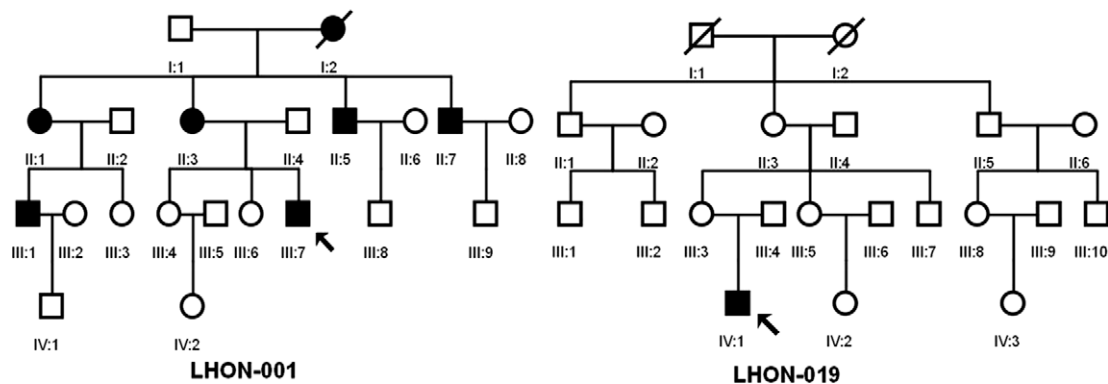 I:1 I:2 I:1 I:2
II:1 II:2 II:3 II:4 II:5 II:6 II:7 II:8 II:1 II:2 II:3 II:4 II:5 II:6
III:1 III:2 III:3 III:4 III:5 III:6 III:7 III:8 III:9 III:1 III:2 III:3 III:4 III:5 III:6 III:7 III:8 III:9 III:10
IV:1 IV:2 IV:1 IV:2 IV:3
LHON-001 LHON-019